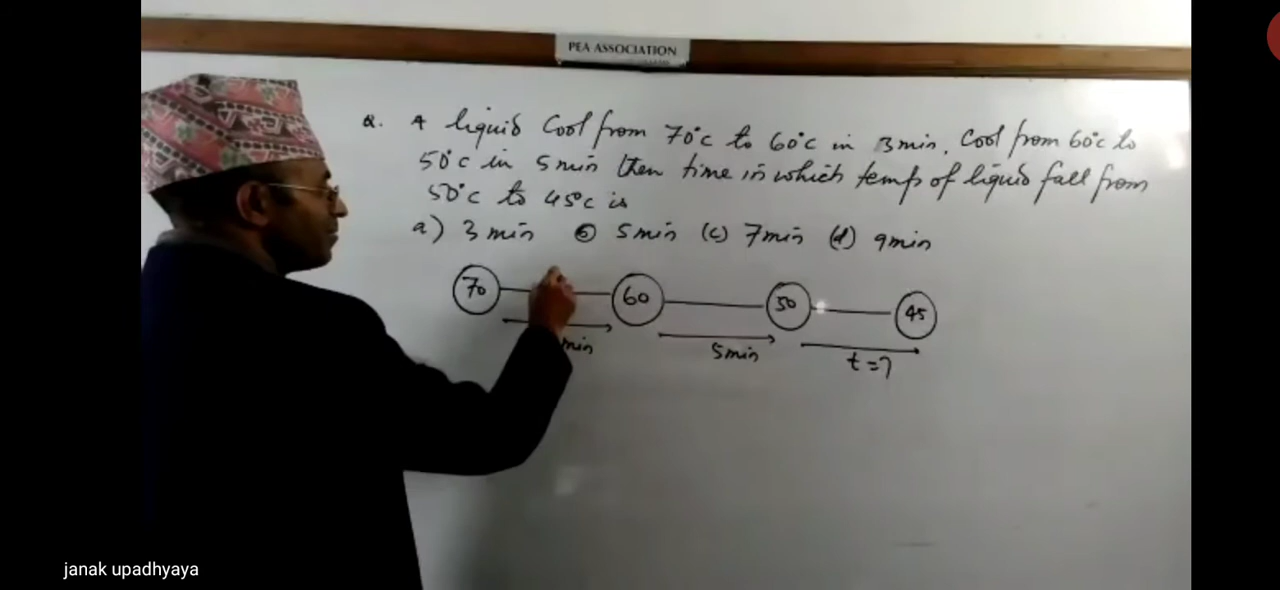 PEA ASSOCIATION
Q. A liquid Cool from 70°C to 60°C in 3min, Cool from 60°C to
50°C in 5min then time in which temp of liquid fall from
50°C to 45°C is
a) 3 min 5min (c) 7min (d) 9min
70 60 50 45
min 5min t=?
janak upadhyaya